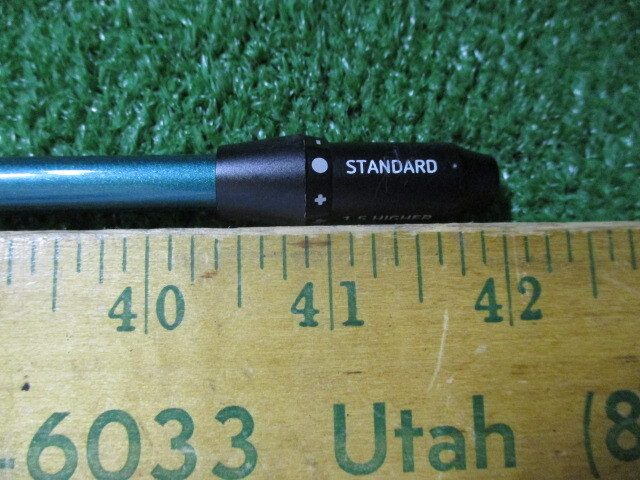 STANDARD
+
1.5 HIGHER
40 41 42
-6033 Utah (8